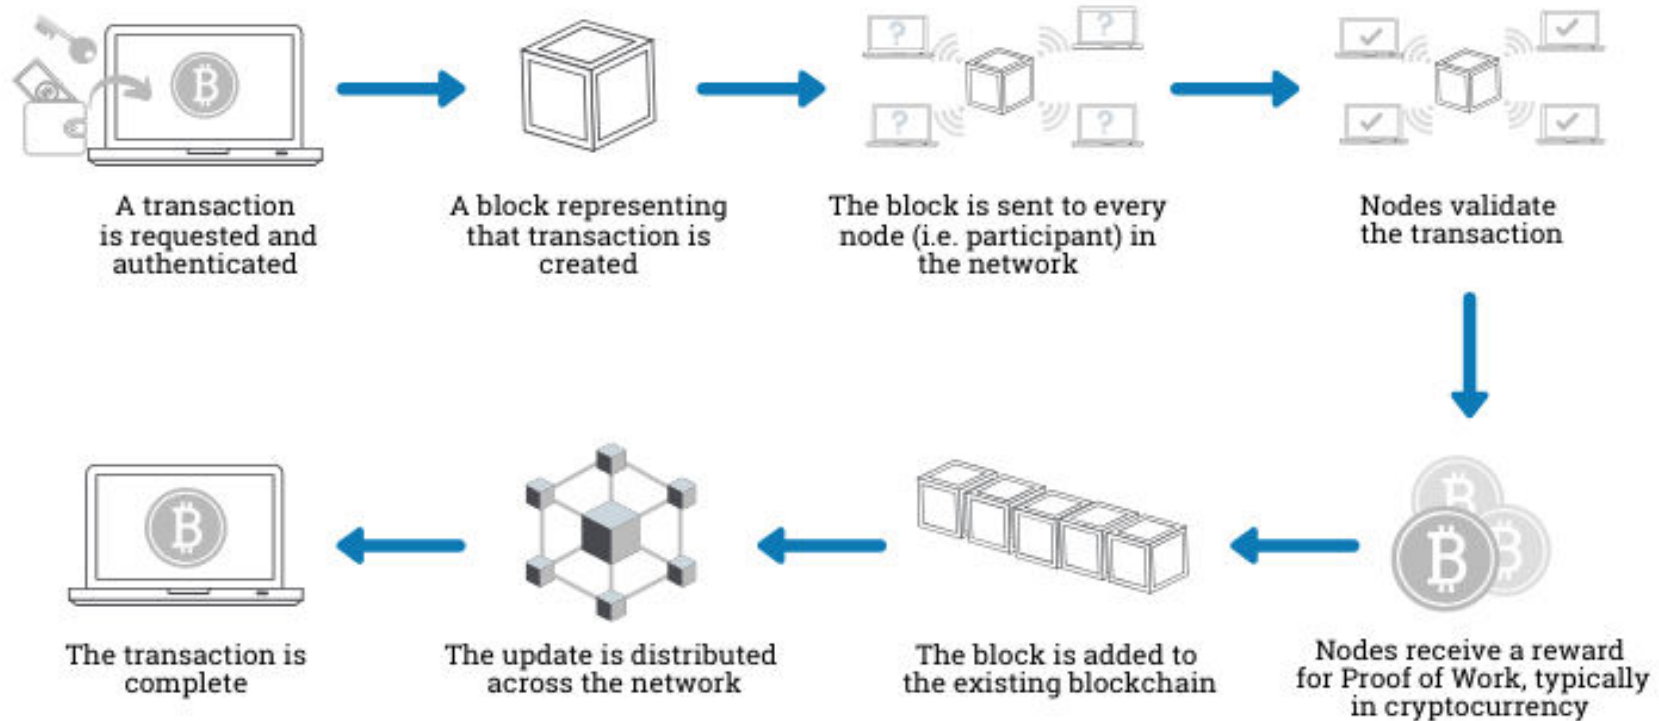 A transaction
is requested and
authenticated
A block representing
that transaction is
created
The block is sent to every
node (i.e. participant) in
the network
Nodes validate
the transaction
Nodes receive a reward
for Proof of Work, typically
in cryptocurrency
The block is added to
the existing blockchain
The update is distributed
across the network
The transaction is
complete